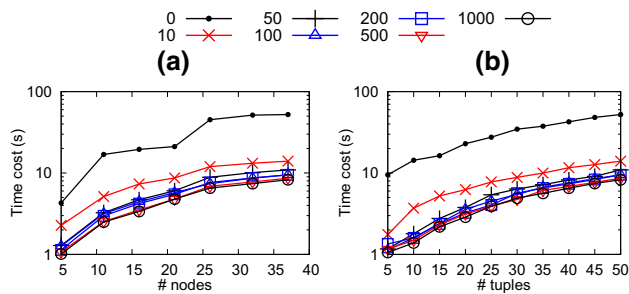 0 50 200 1000
10 100 500
(a) (b)
100 100
10 10
1 1
Time cost (s) Time cost (s)
5 10 15 20 25 30 35 40 5 10 15 20 25 30 35 40 45 50
# nodes # tuples